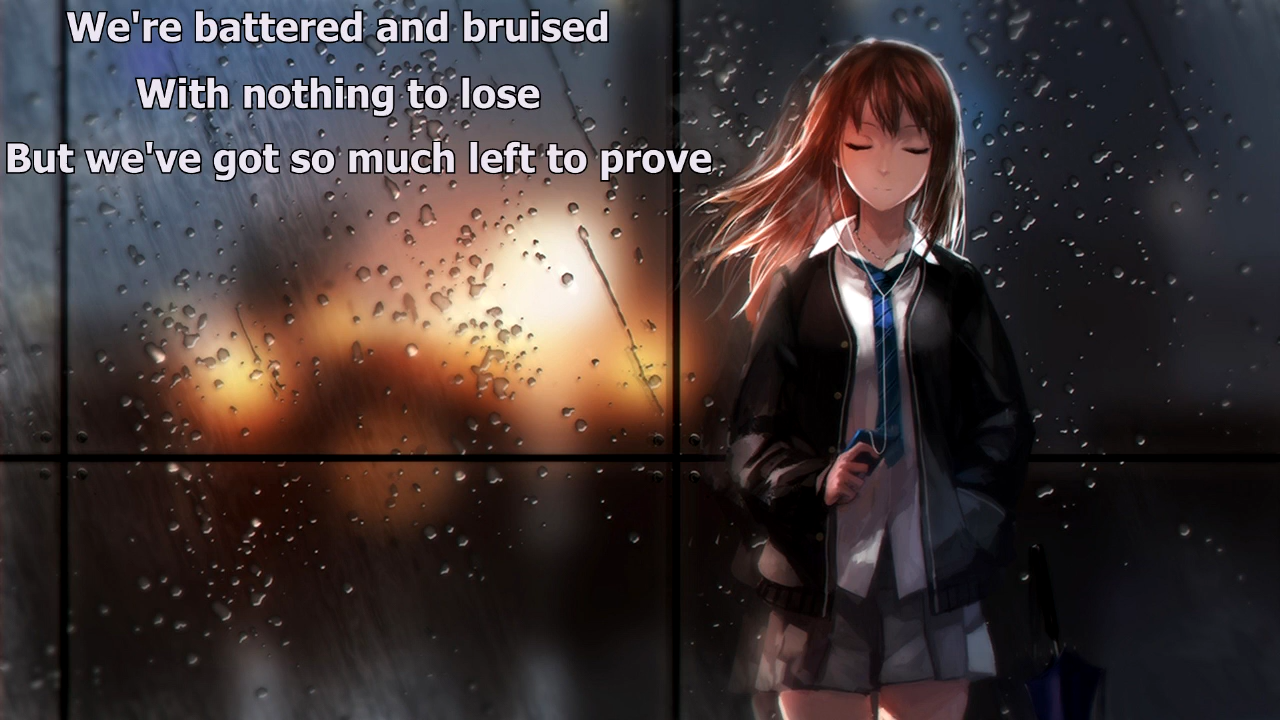 We're battered and bruised
With nothing to lose
But we've got so much left to prove